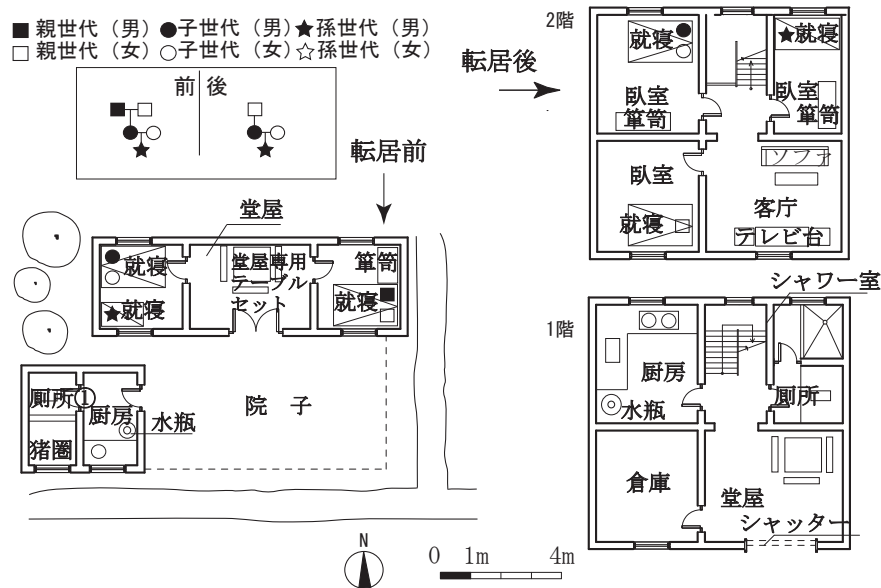 ■ 親世代（男）●子世代（男）★孫世代（男）
□ 親世代（女）○子世代（女）☆孫世代（女）
前 後
転居前
転居後
堂屋
就寝
就寝
堂屋専用
テーブル
セット
箪笥
就寝
厠所
①
厨房
水瓶
猪圏
院 子
N
0 1m 4m
2階
就寝
臥室
箪笥
就寝
臥室
箪笥
臥室
就寝
ソファ
客庁
テレビ台
シャワー室
1階
厨房
水瓶
厠所
倉庫
堂屋
シャッター